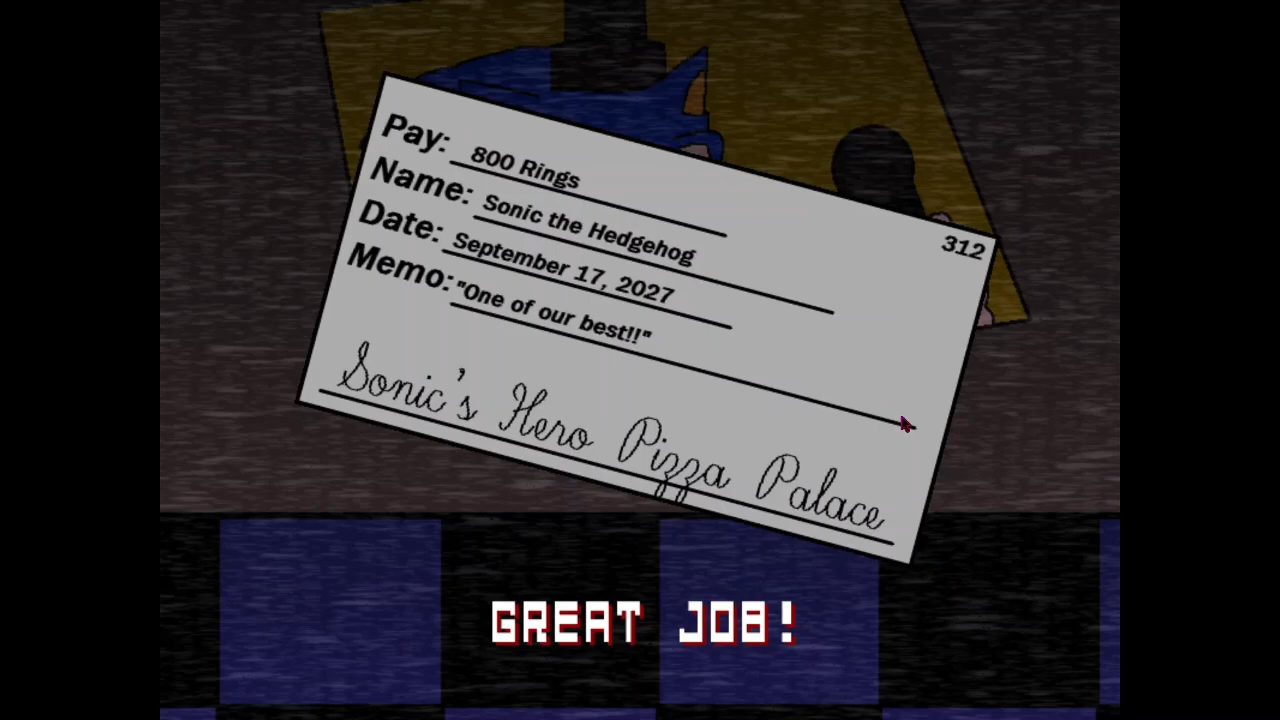 312
Pay: 800 Rings
Name: Sonic the Hedgehog
Date: September 17, 2027
Memo: "One of our best!!"
Sonic's Hero Pizza Palace
GREAT JOB!